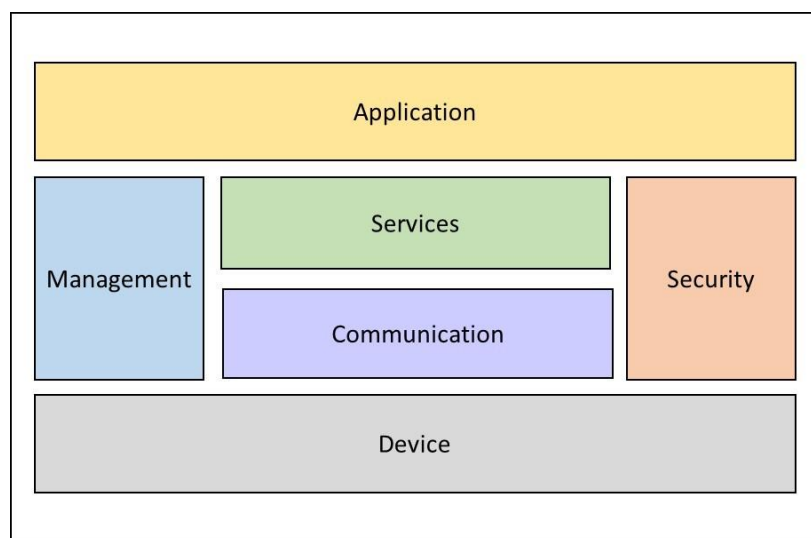 Application
Services
Management
Security
Communication
Device